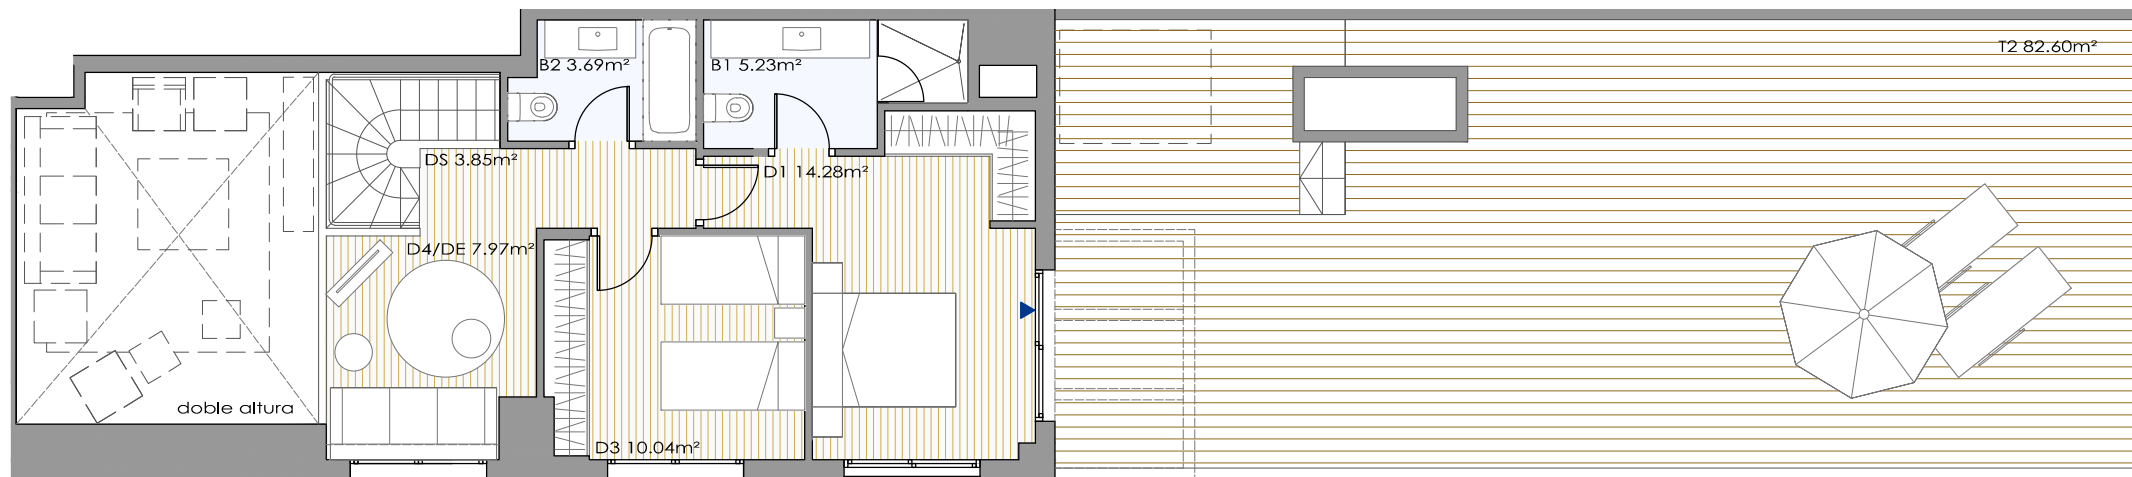 T2 82.60m²
B2 3.69m²
B1 5.23m²
DS 3.85m²
D1 14.28m²
D4/DE 7.97m²
doble altura
D3 10.04m²